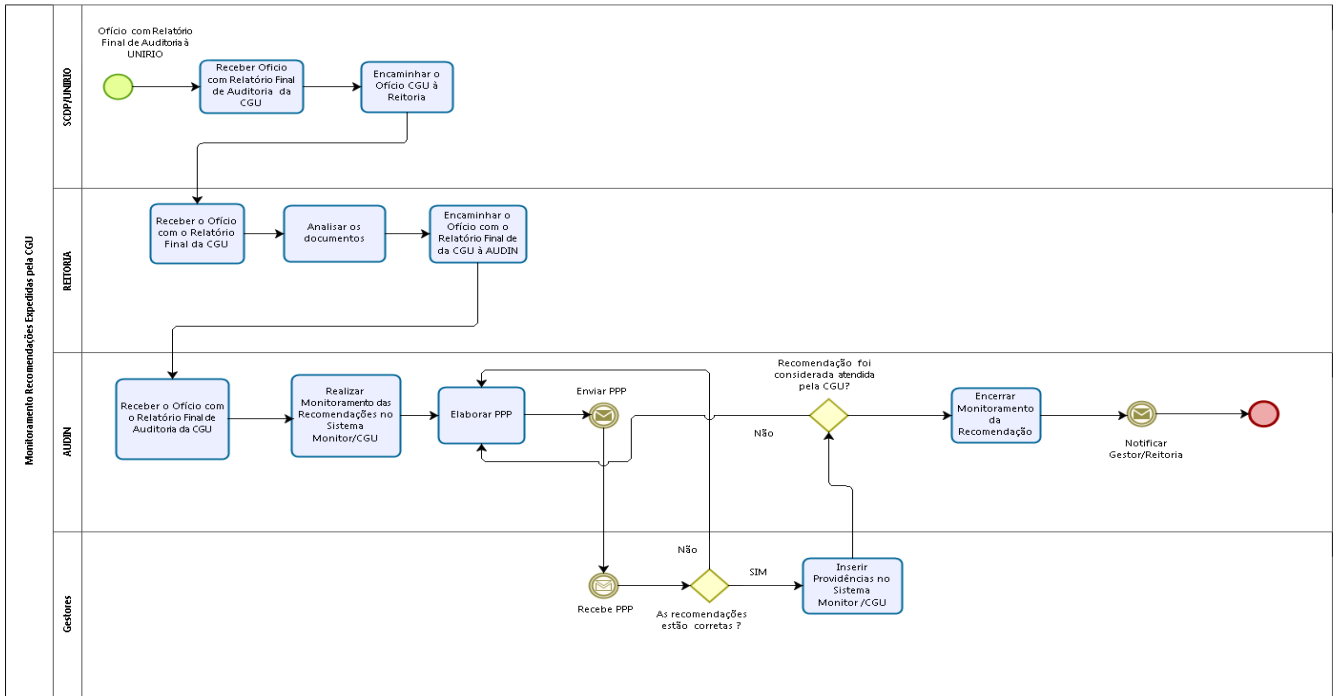 Monitoramento Recomendações Expedidas pela CGU
SCDP/UNIRIO
Ofício com Relatório
Final de Auditoria à
UNIRIO
Receber Oficio
com Relatório Final
de Auditoria da
CGU
Encaminhar o
Ofício CGU à
Reitoria
REITORIA
Receber o Ofício
com o Relatório
Final da CGU
Analisar os
documentos
Encaminhar o
Ofício com o
Relatório Final de
da CGU à AUDIN
AUDIN
Receber o Ofício com
o Relatório Final de
Auditoria da CGU
Realizar
Monitoramento das
Recomendações no
Sistema
Monitor/CGU
Elaborar PPP
Enviar PPP
Recomendação foi
considerada atendida
pela CGU?
Não
Encerrar
Monitoramento
da
Recomendação
Notificar
Gestor/Reitoria
Gestores
Recebe PPP
Não
SIM
As recomendações
estão corretas ?
Inserir
Providências no
Sistema
Monitor /CGU